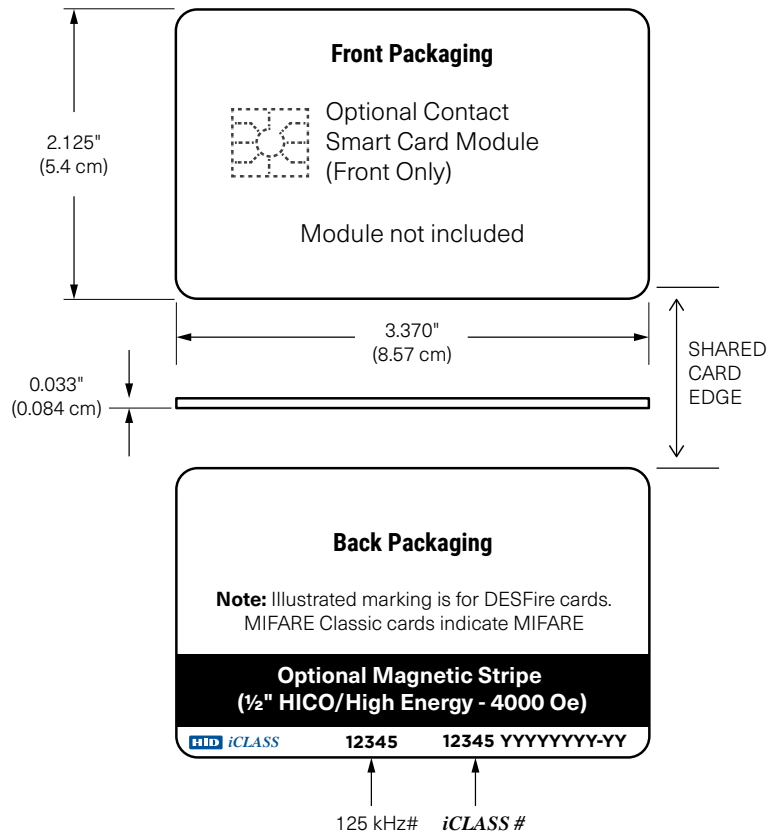 Front Packaging
Optional Contact
Smart Card Module
(Front Only)
Module not included
2.125"
(5.4 cm)
3.370"
(8.57 cm)
SHARED
CARD
EDGE
0.033"
(0.084 cm)
Back Packaging
Note: Illustrated marking is for DESFire cards.
MIFARE Classic cards indicate MIFARE
Optional Magnetic Stripe
(½" HICO/High Energy - 4000 Oe)
HID iCLASS 12345 12345 YYYYYYYY-YY
125 kHz# iCLASS #